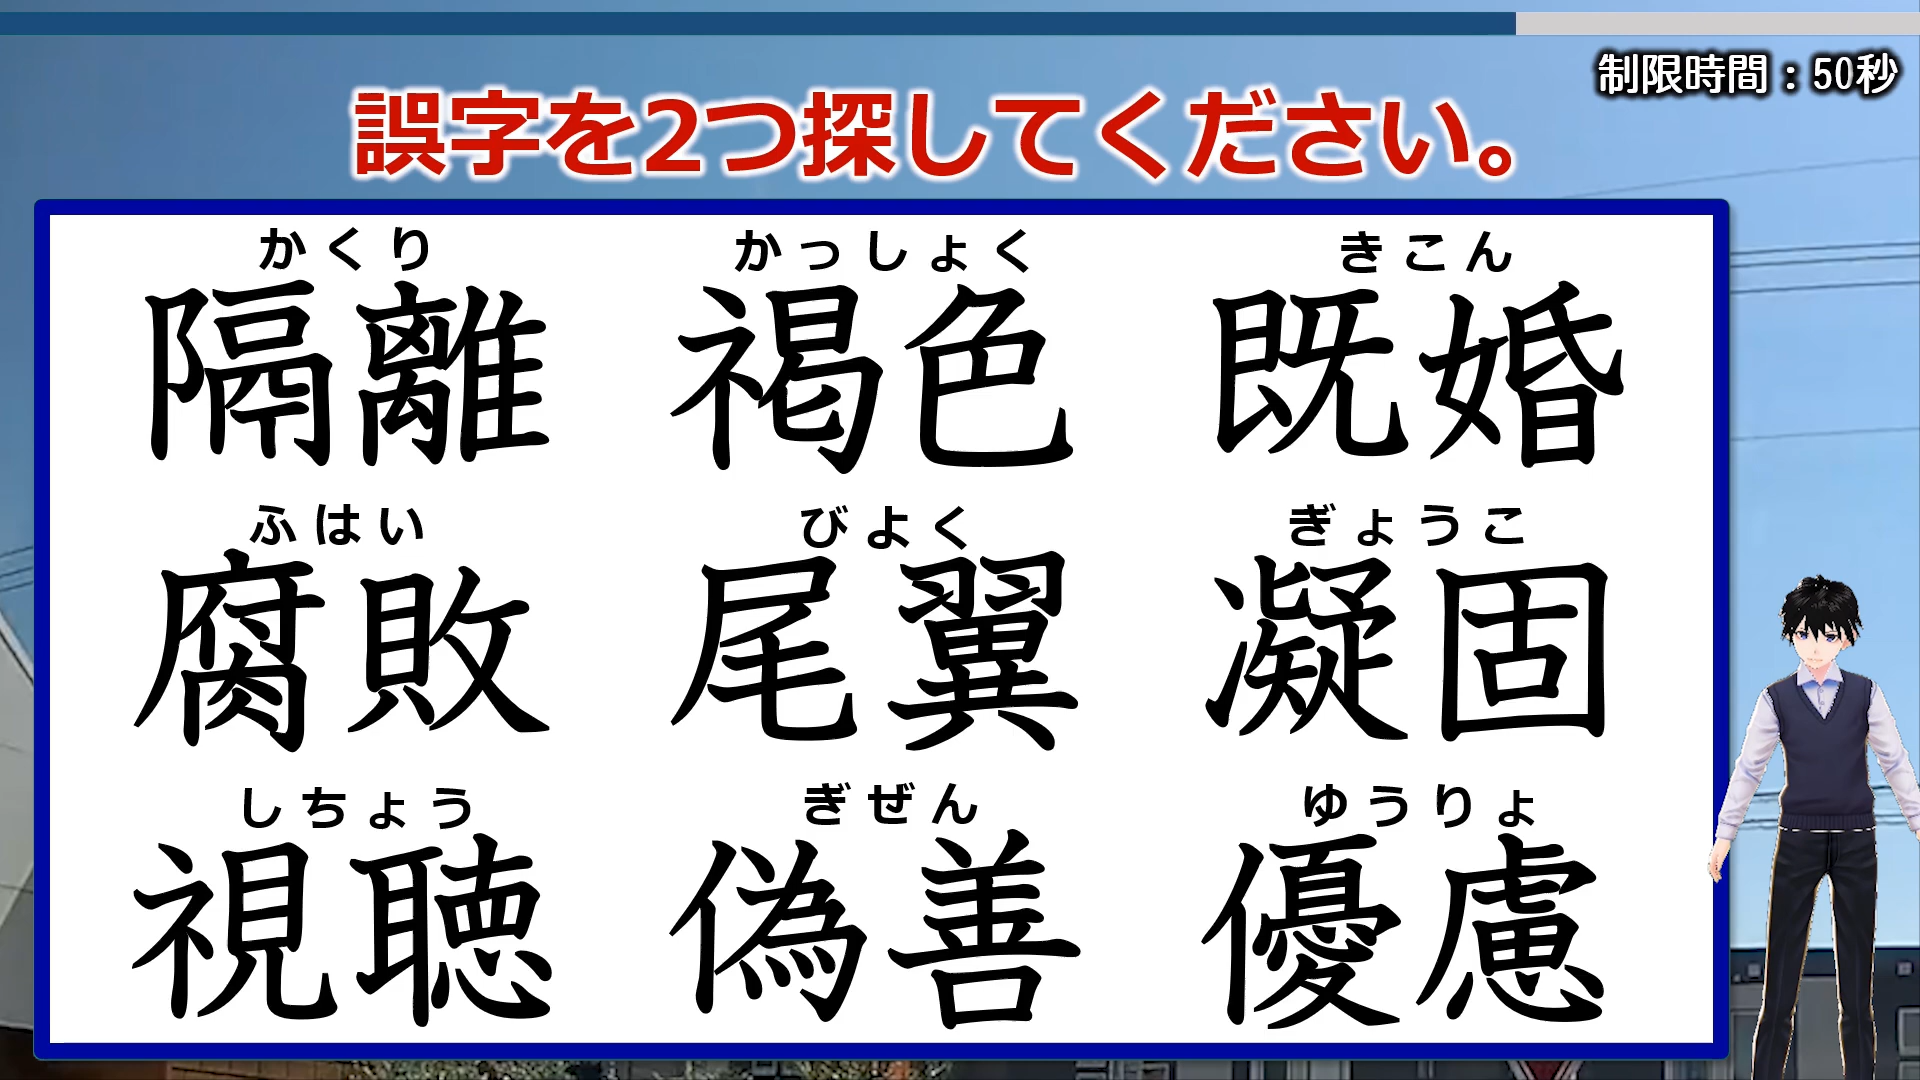 制限時間：50秒
誤字を2つ探してください。
かくり かっしょく きこん
隔離 褐色 既婚
ふはい びよく ぎょうこ
腐敗 尾翼 凝固
しちょう ぎぜん ゆうりょ
視聴 偽善 優慮